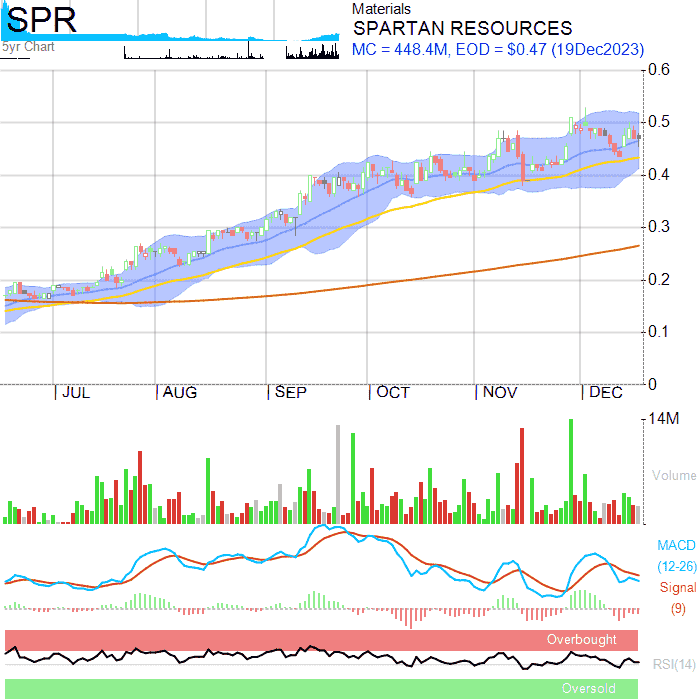 SPR
5yr Chart
Materials
SPARTAN RESOURCES
MC = 448.4M, EOD = $0.47 (19Dec2023)
0.6
0.5
0.4
0.3
0.2
0.1
0
JUL AUG SEP OCT NOV DEC
14M
Volume
MACD
(12-26)
Signal
(9)
Overbought
RSI(14)
Oversold